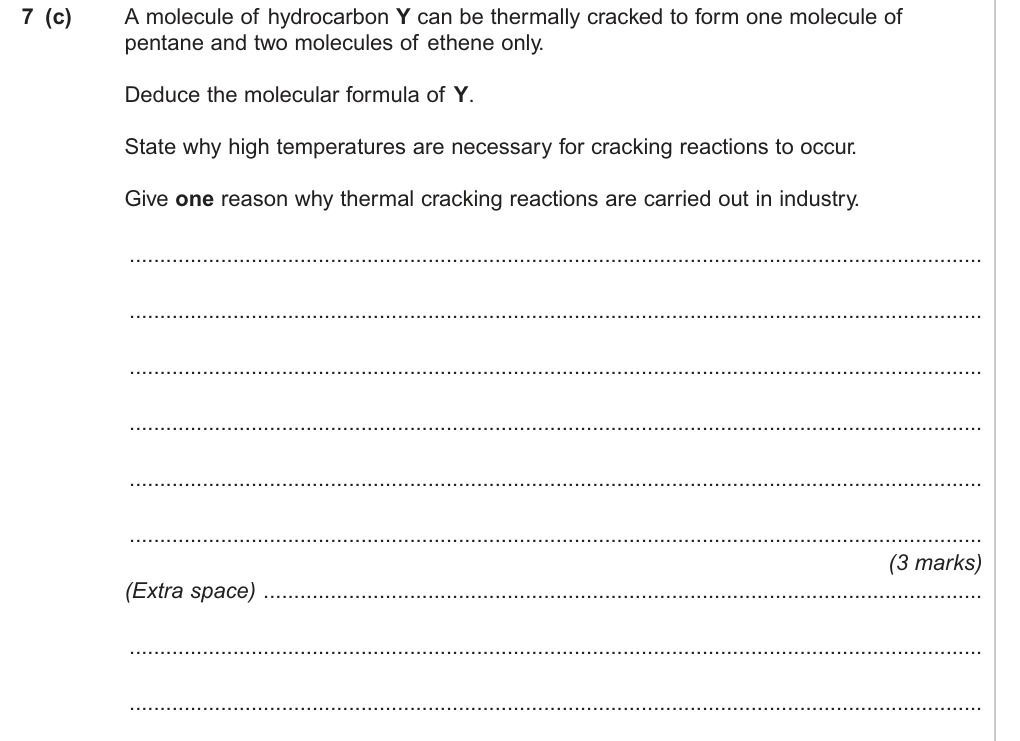 7 (c) A molecule of hydrocarbon Y can be thermally cracked to form one molecule of
pentane and two molecules of ethene only.
Deduce the molecular formula of Y.
State why high temperatures are necessary for cracking reactions to occur.
Give one reason why thermal cracking reactions are carried out in industry.
(3 marks)
(Extra space)